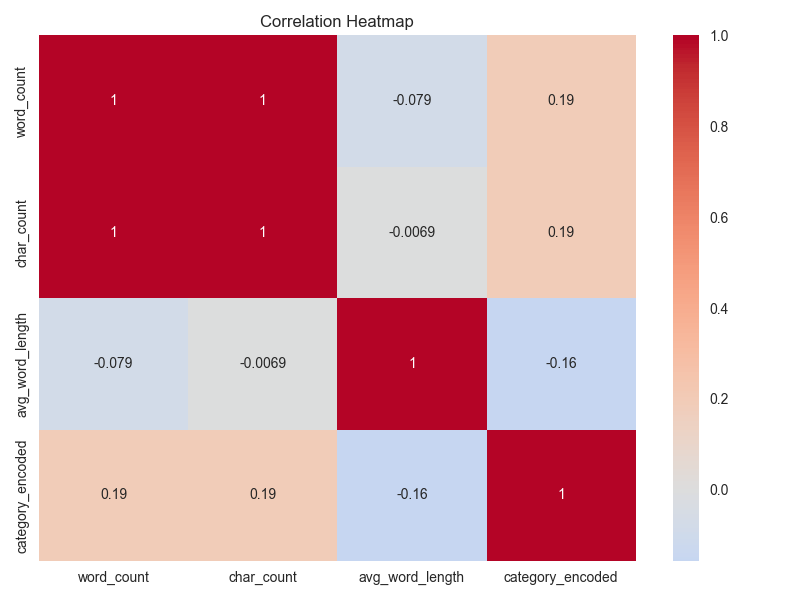 Correlation Heatmap
word_count 1 1 -0.079 0.19
char_count 1 1 -0.0069 0.19
avg_word_length -0.079 -0.0069 1 -0.16
category_encoded 0.19 0.19 -0.16 1
word_count char_count avg_word_length category_encoded
1.0
0.8
0.6
0.4
0.2
0.0